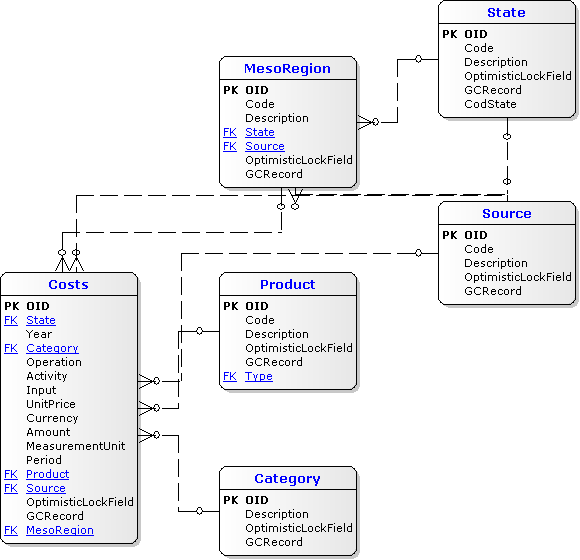 State
PK OID
Code
Description
OptimisticLockField
GCRecord
CodState
MesoRegion
PK OID
Code
Description
FK State
FK Source
OptimisticLockField
GCRecord
Source
PK OID
Code
Description
OptimisticLockField
GCRecord
Costs
PK OID
FK State
Year
FK Category
Operation
Activity
Input
UnitPrice
Currency
Amount
MeasurementUnit
Period
FK Product
FK Source
OptimisticLockField
GCRecord
FK MesoRegion
Product
PK OID
Code
Description
OptimisticLockField
GCRecord
FK Type
Category
PK OID
Description
OptimisticLockField
GCRecord